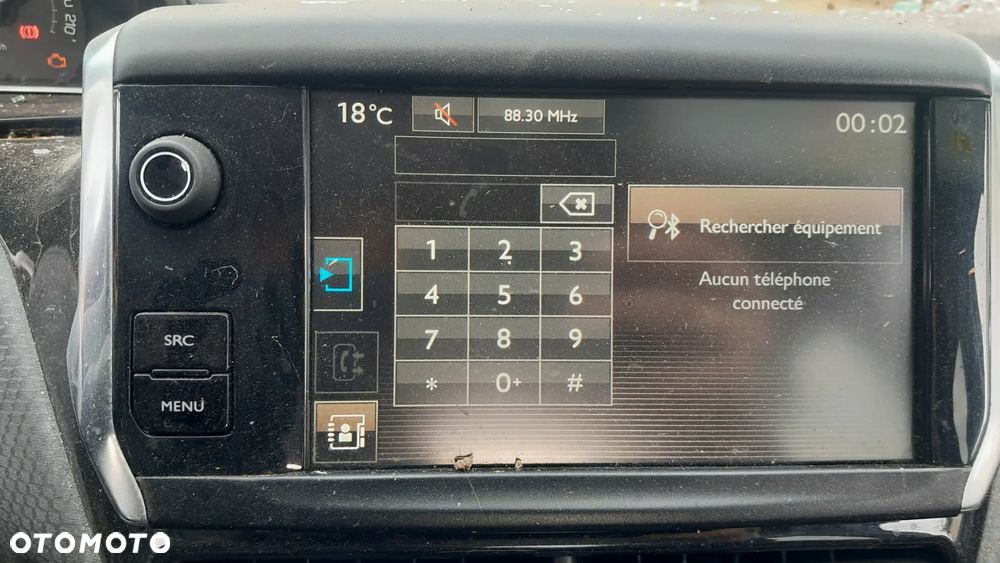 210
18°C
88.30 MHz
00:02
Rechercher équipement
Aucun téléphone
connecté
1 2 3
4 5 6
7 8 9
* 0+ #
SRC
MENU
OTOMOTO